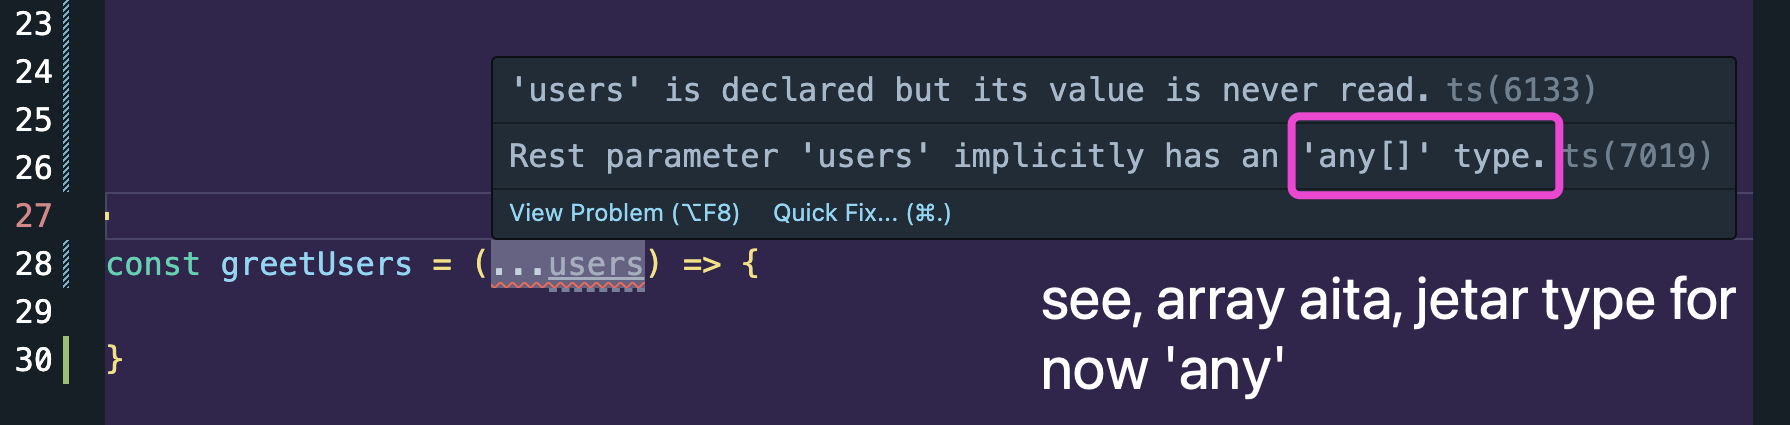 23
24
'users' is declared but its value is never read. ts(6133)
25
26
Rest parameter 'users' implicitly has an 'any[]' type. ts(7019)
27
View Problem (⌥F8) Quick Fix... (⌘.)
28 const greetUsers = (...users) => {
29
see, array aita, jetar type for
now 'any'
30 }